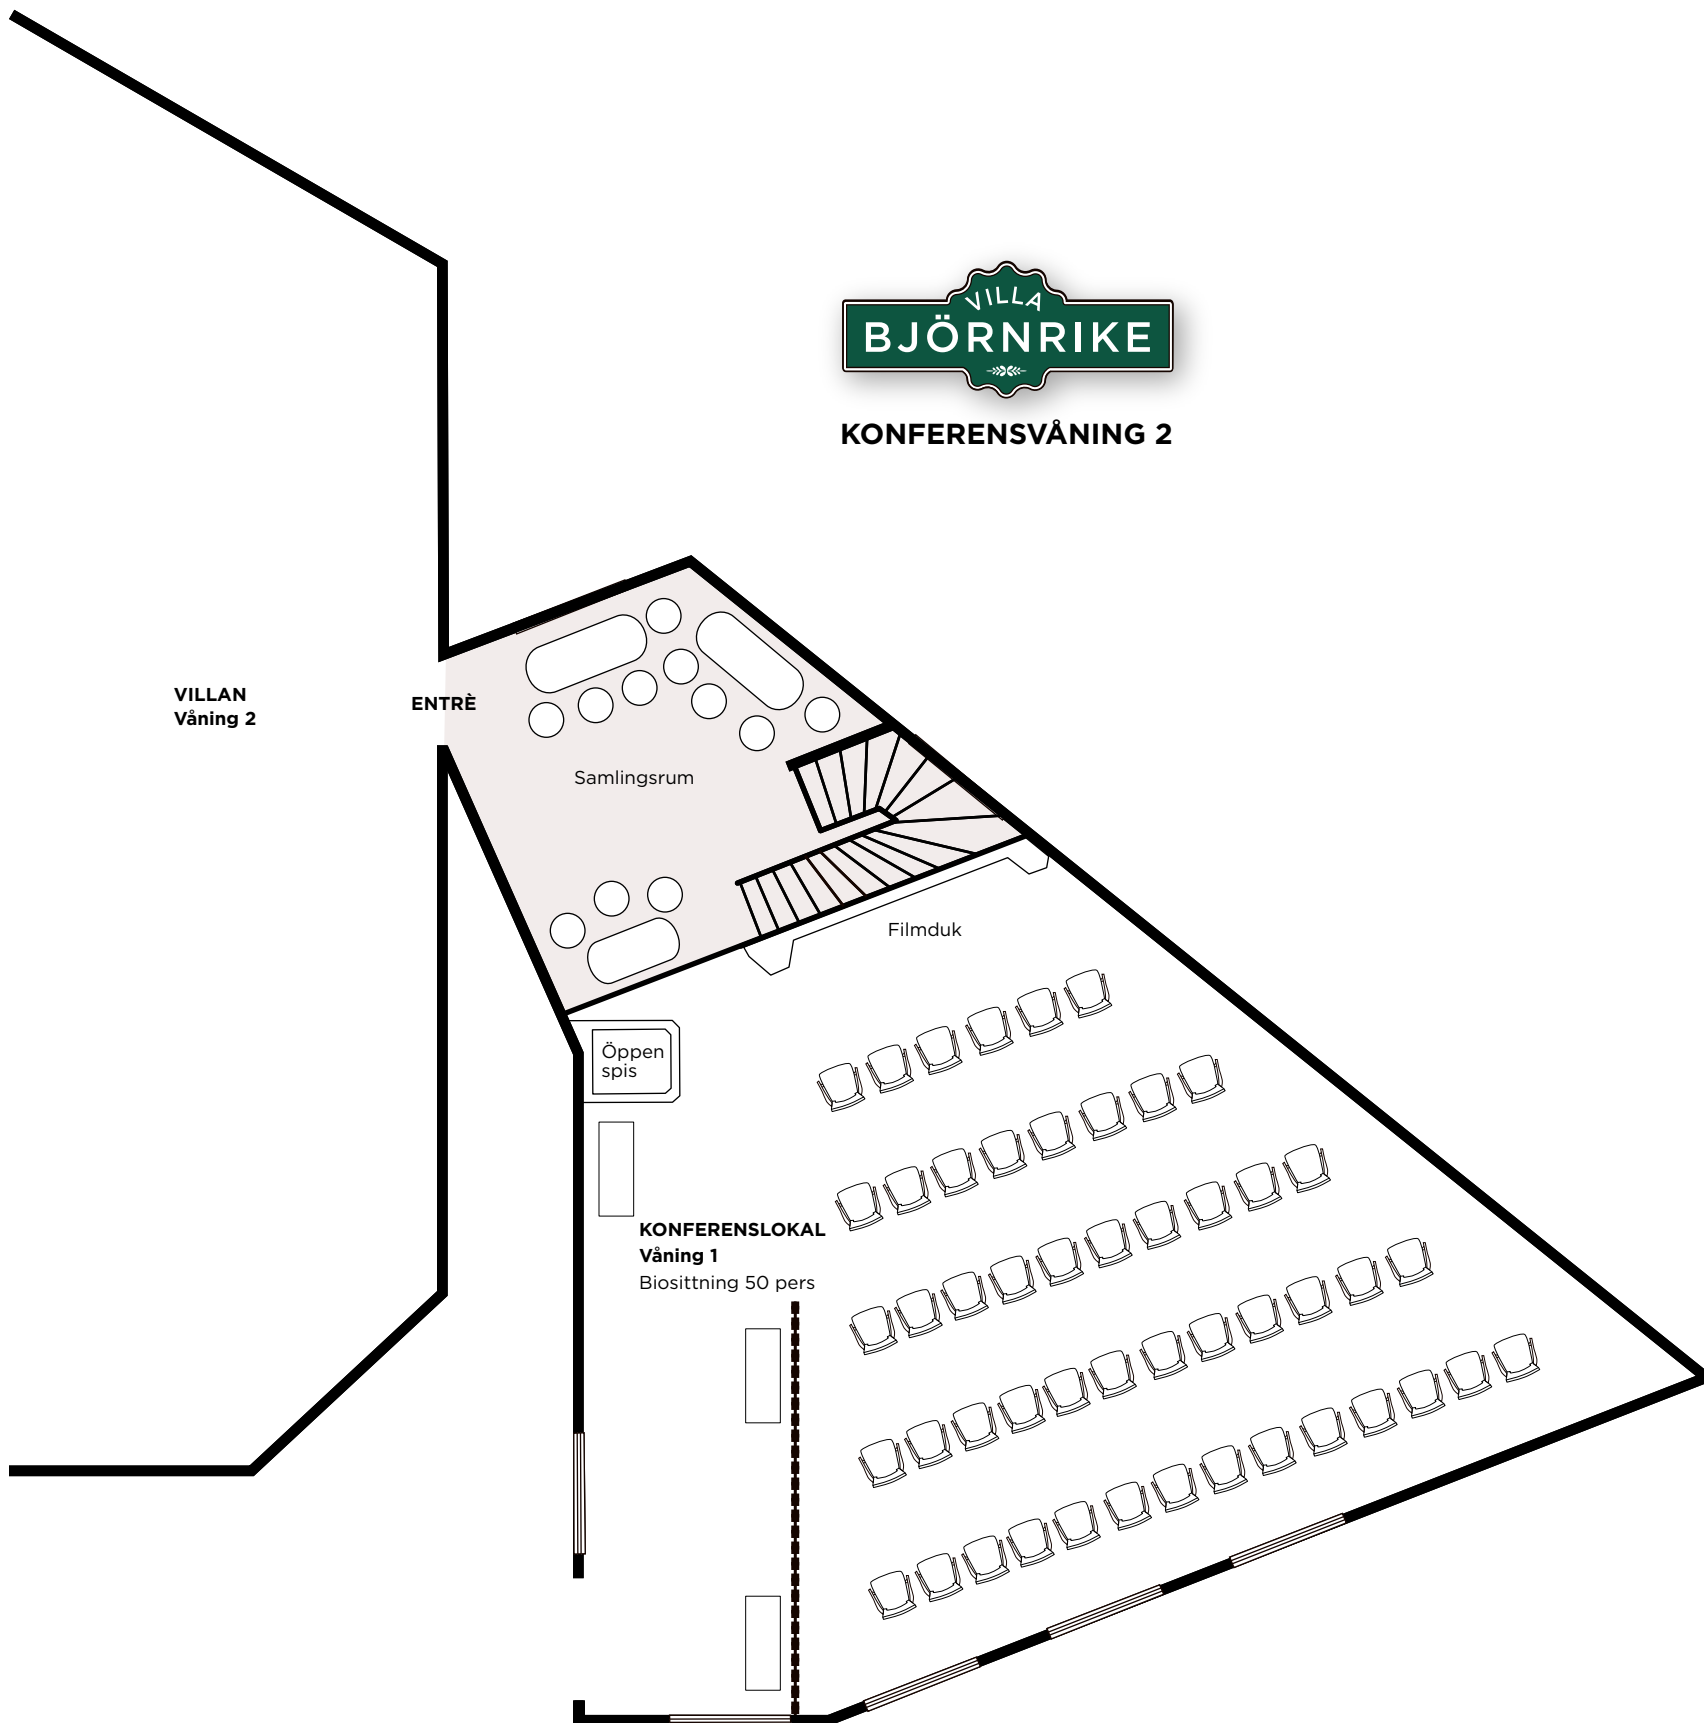 VILLA
BJÖRNRIKE
KONFERENSVÅNING 2
VILLAN
Våning 2
ENTRÈ
Samlingsrum
Filmduk
Öppen
spis
KONFERENSLOKAL
Våning 1
Biosittning 50 pers